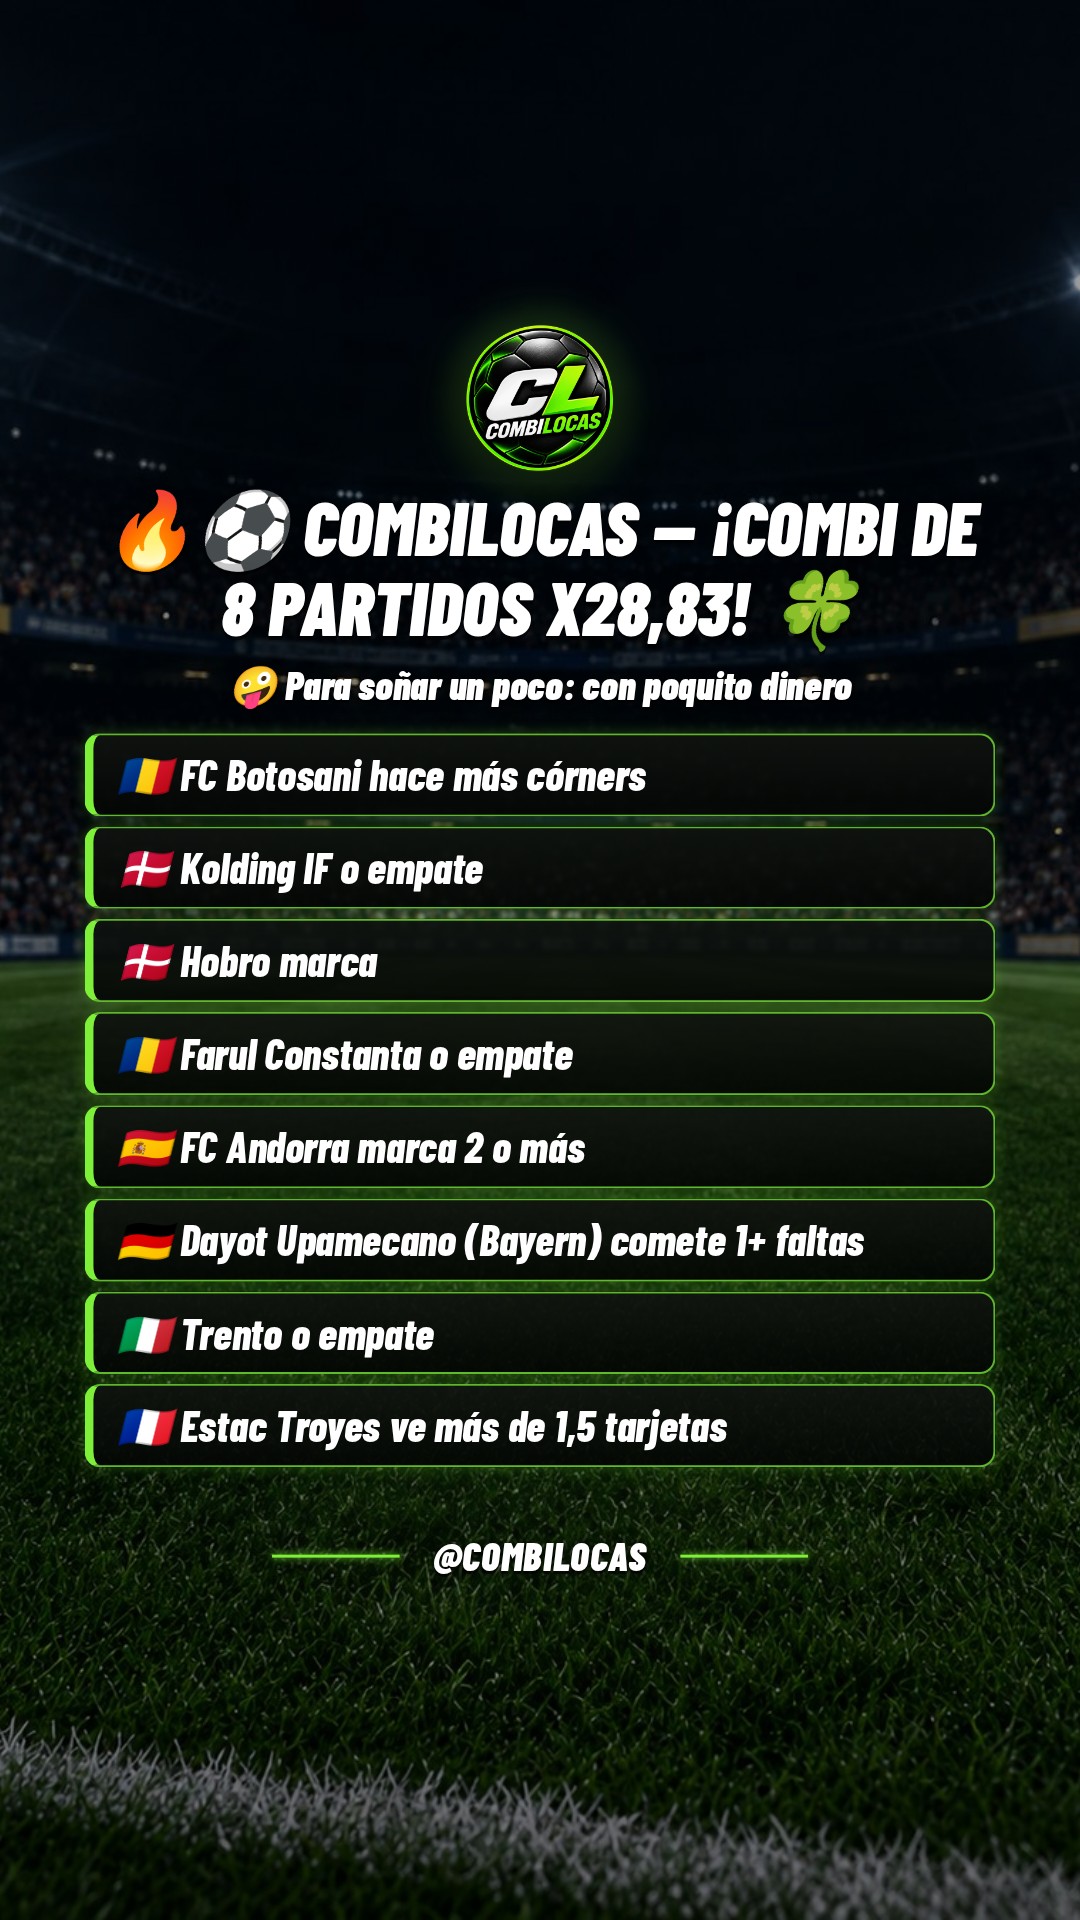 CL
COMBILOCAS
🔥 ⚽ COMBILOCAS – ¡COMBI DE
8 PARTIDOS X28,83! 🍀
🤪 Para soñar un poco: con poquito dinero
🇷🇴 FC Botosani hace más córners
🇩🇰 Kolding IF o empate
🇩🇰 Hobro marca
🇷🇴 Farul Constanta o empate
🇪🇸 FC Andorra marca 2 o más
🇩🇪 Dayot Upamecano (Bayern) comete 1+ faltas
🇮🇹 Trento o empate
🇫🇷 Estac Troyes ve más de 1,5 tarjetas
@COMBILOCAS